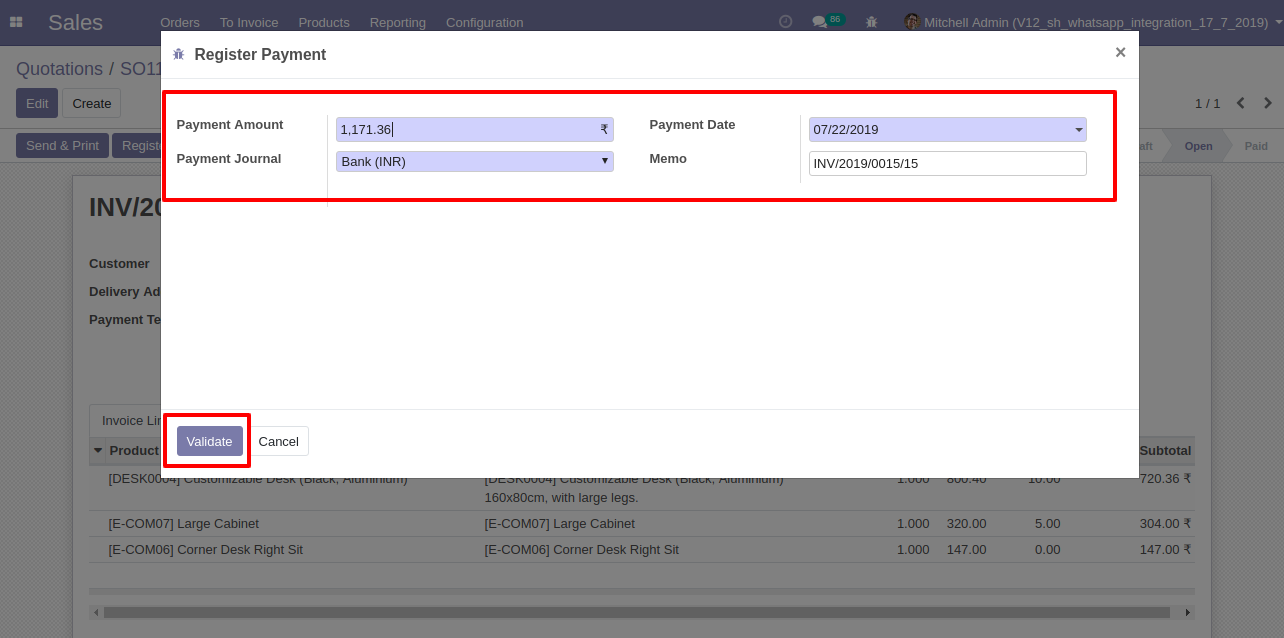 Sales Orders To Invoice Products Reporting Configuration 86 Mitchell Admin (V12_sh_whatsapp_integration_17_7_2019)
Register Payment ×
Quotations / SO11
Edit Create 1 / 1
Payment Amount 1,171.36 ₹ Payment Date 07/22/2019
Send & Print Registe Open Paid
Payment Journal Bank (INR) Memo INV/2019/0015/15
INV/20
Customer
Delivery Ad
Payment Te
Invoice Lin
Validate Cancel
Product Subtotal
[DESK0004] Customizable Desk (Black, Aluminium) [DESK0004] Customizable Desk (Black, Aluminium) 1.000 800.40 10.00 720.36 ₹
160x80cm, with large legs.
[E-COM07] Large Cabinet [E-COM07] Large Cabinet 1.000 320.00 5.00 304.00 ₹
[E-COM06] Corner Desk Right Sit [E-COM06] Corner Desk Right Sit 1.000 147.00 0.00 147.00 ₹